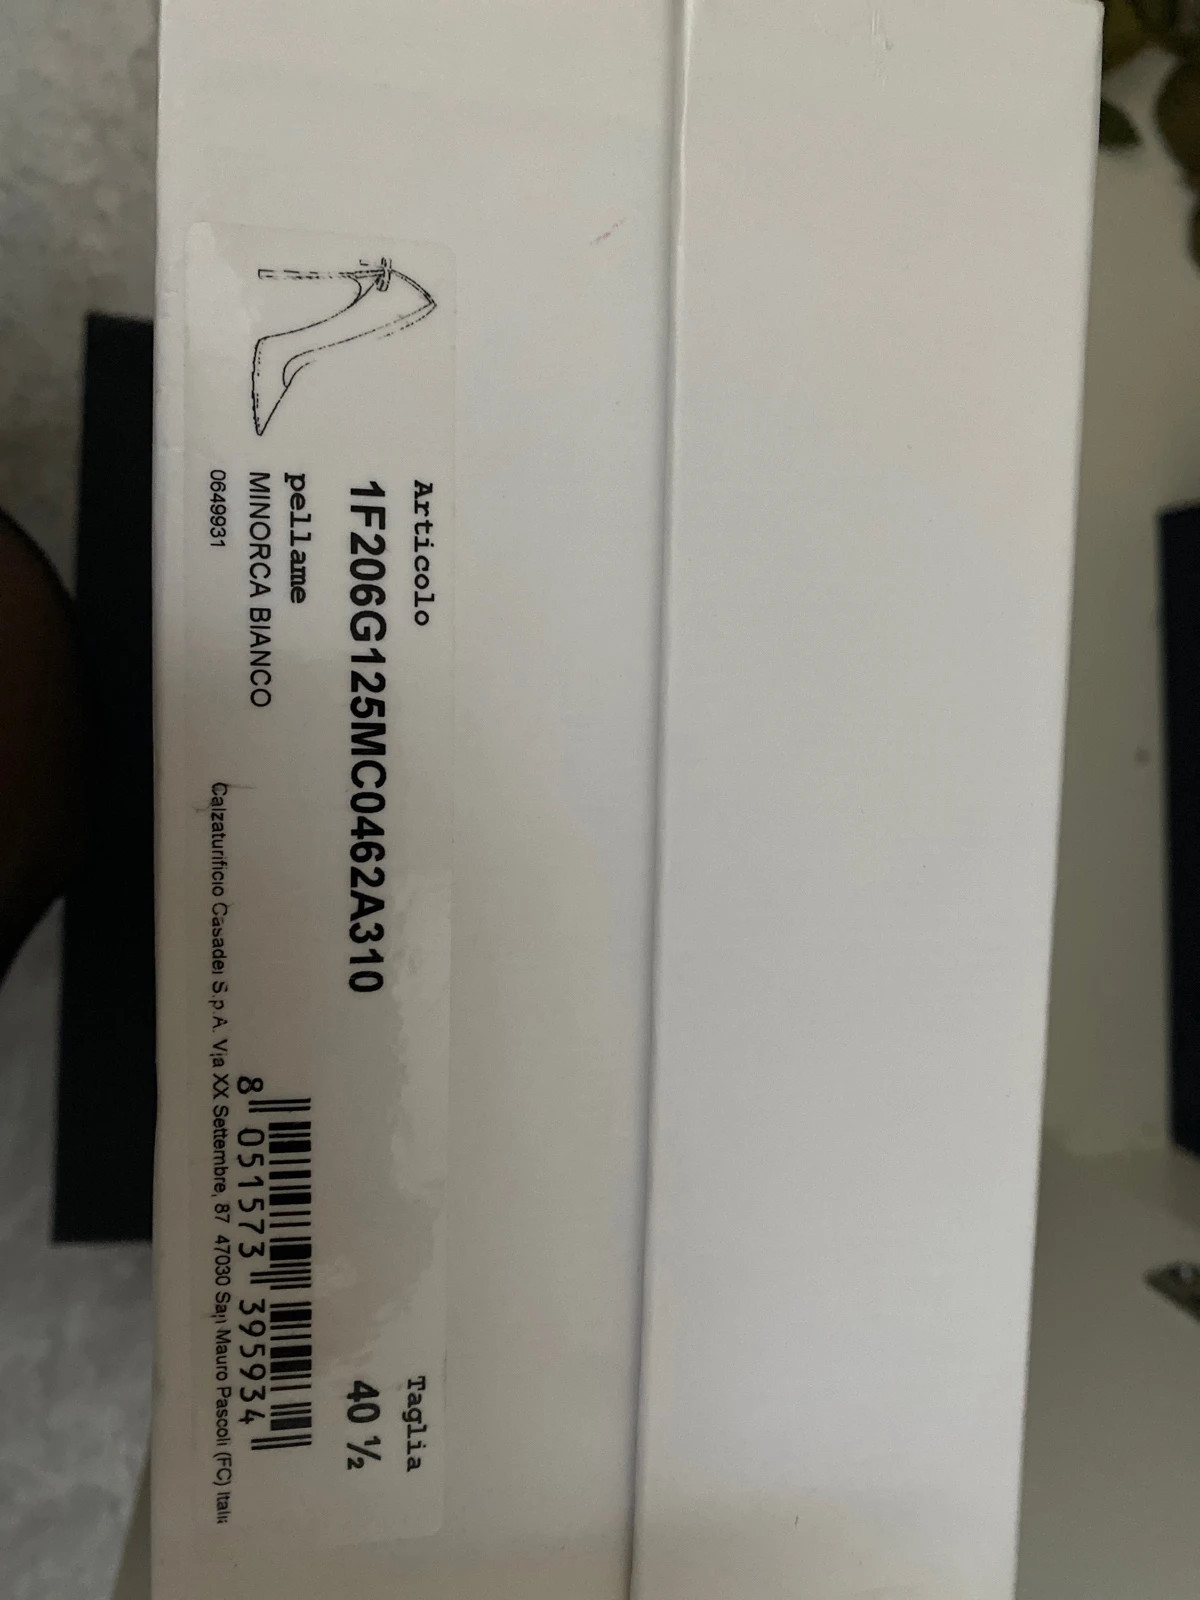 Articolo
1F206G125MC0462A310
Taglia
40 ½
pellame
MINORCA BIANCO
0649931
8 051573 395934
Calzaturificio Casadei S.p.A. Via XX Settembre, 87 47030 San Mauro Pascoli (FC) Italia